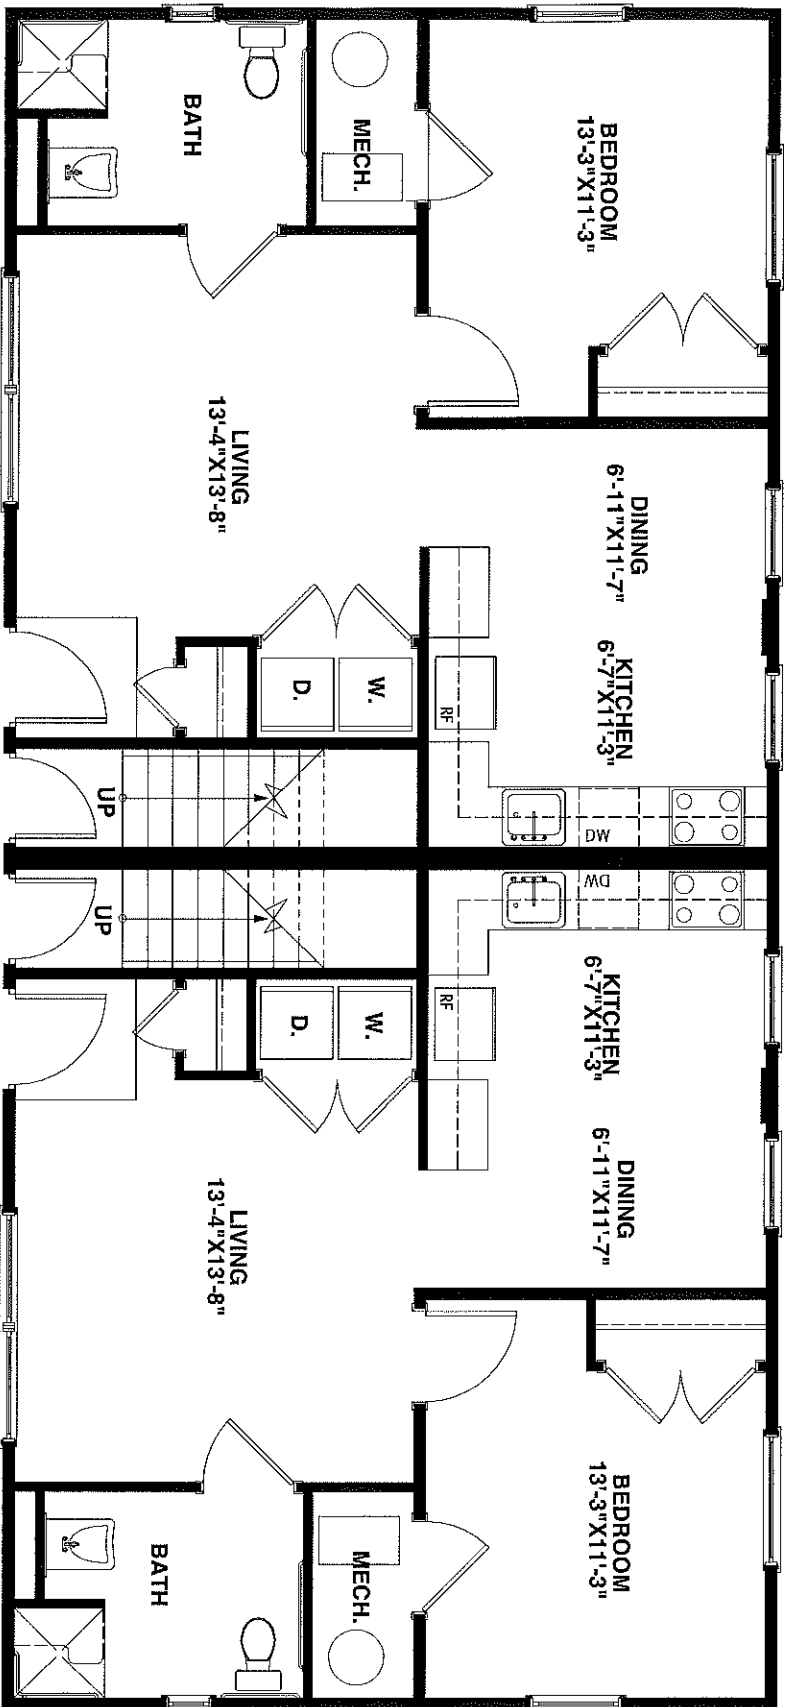 BATH
MECH.
BEDROOM
13'-3"X11'-3"
LIVING
13'-4"X13'-8"
DINING
6'-11"X11'-7"
KITCHEN
6'-7"X11'-3"
D.
W.
RF
UP
DW
UP
DW
D.
W.
RF
KITCHEN
6'-7"X11'-3"
DINING
6'-11"X11'-7"
LIVING
13'-4"X13'-8"
BEDROOM
13'-3"X11'-3"
BATH
MECH.